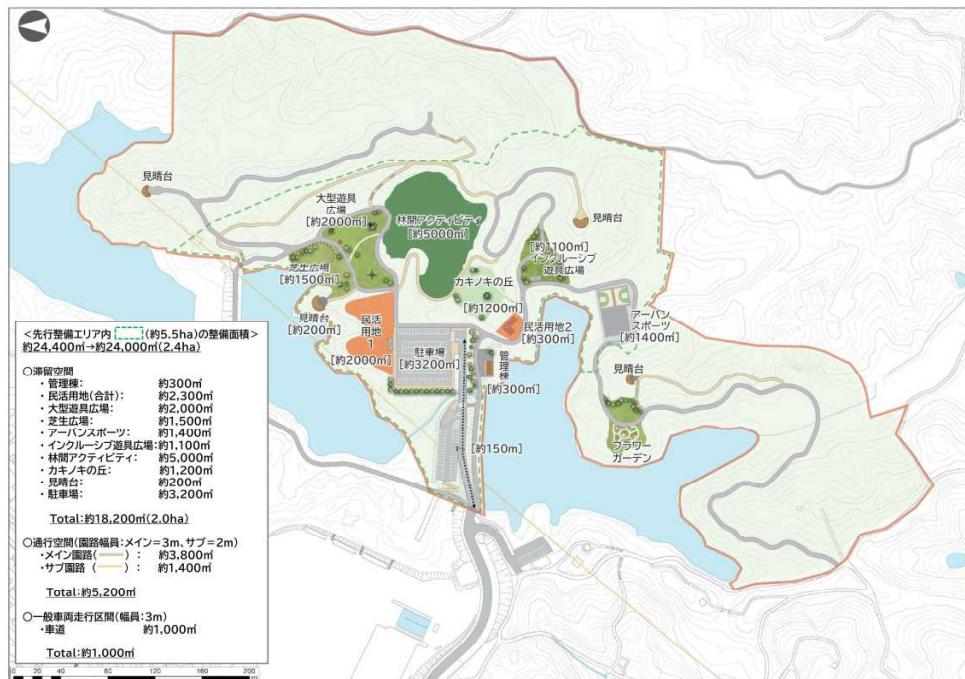 見晴台
大型遊具
広場
[約2000㎡]
林間アクティビティ
[約5000㎡]
見晴台
[約1100㎡]
インクルーシブ
遊具広場
芝生広場
[約1500㎡]
カキノキの丘
[約1200㎡]
見晴台
[約200㎡]
民活
用地
1
[約2000㎡]
駐車場
[約3200㎡]
民活用地2
[約300㎡]
管理棟
[約300㎡]
アーバン
スポーツ
[約1400㎡]
見晴台
フラワー
ガーデン
[約150m]
<先行整備エリア内 (約5.5ha)の整備面積>
約24,400㎡→約24,000㎡(2.4ha)
○滞留空間
・管理棟: 約300㎡
・民活用地(合計): 約2,300㎡
・大型遊具広場: 約2,000㎡
・芝生広場: 約1,500㎡
・アーバンスポーツ: 約1,400㎡
・インクルーシブ遊具広場:約1,100㎡
・林間アクティビティ: 約5,000㎡
・カキノキの丘: 約1,200㎡
・見晴台: 約200㎡
・駐車場: 約3,200㎡
Total:約18,200㎡(2.0ha)
○通行空間(園路幅員:メイン=3m、サブ=2m)
・メイン園路( ): 約3,800㎡
・サブ園路 ( ): 約1,400㎡
Total:約5,200㎡
○一般車両走行区間(幅員:3m)
・車道 約1,000㎡
Total:約1,000㎡
0 20 40 80 120 160 200